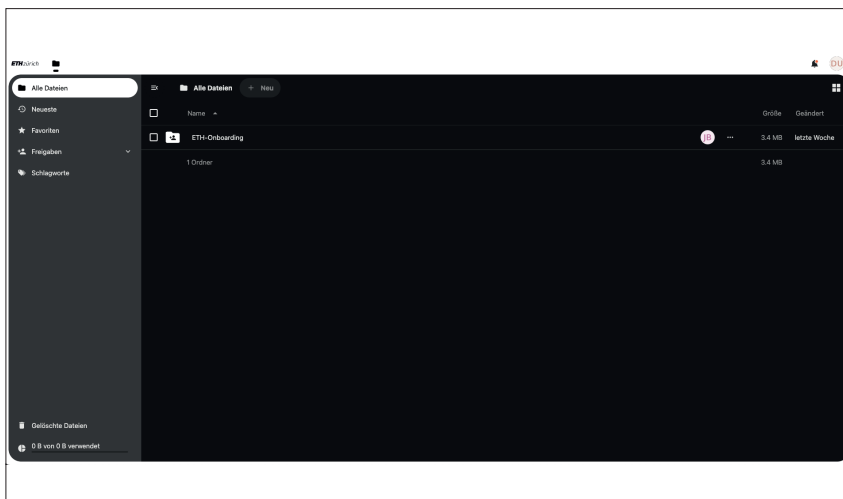 ETHzürich
DU
Alle Dateien
Neueste
Favoriten
Freigaben
Schlagworte
Gelöschte Dateien
0 B von 0 B verwendet
Alle Dateien + Neu
Name Größe Geändert
ETH-Onboarding JB ... 3.4 MB letzte Woche
1 Ordner 3.4 MB